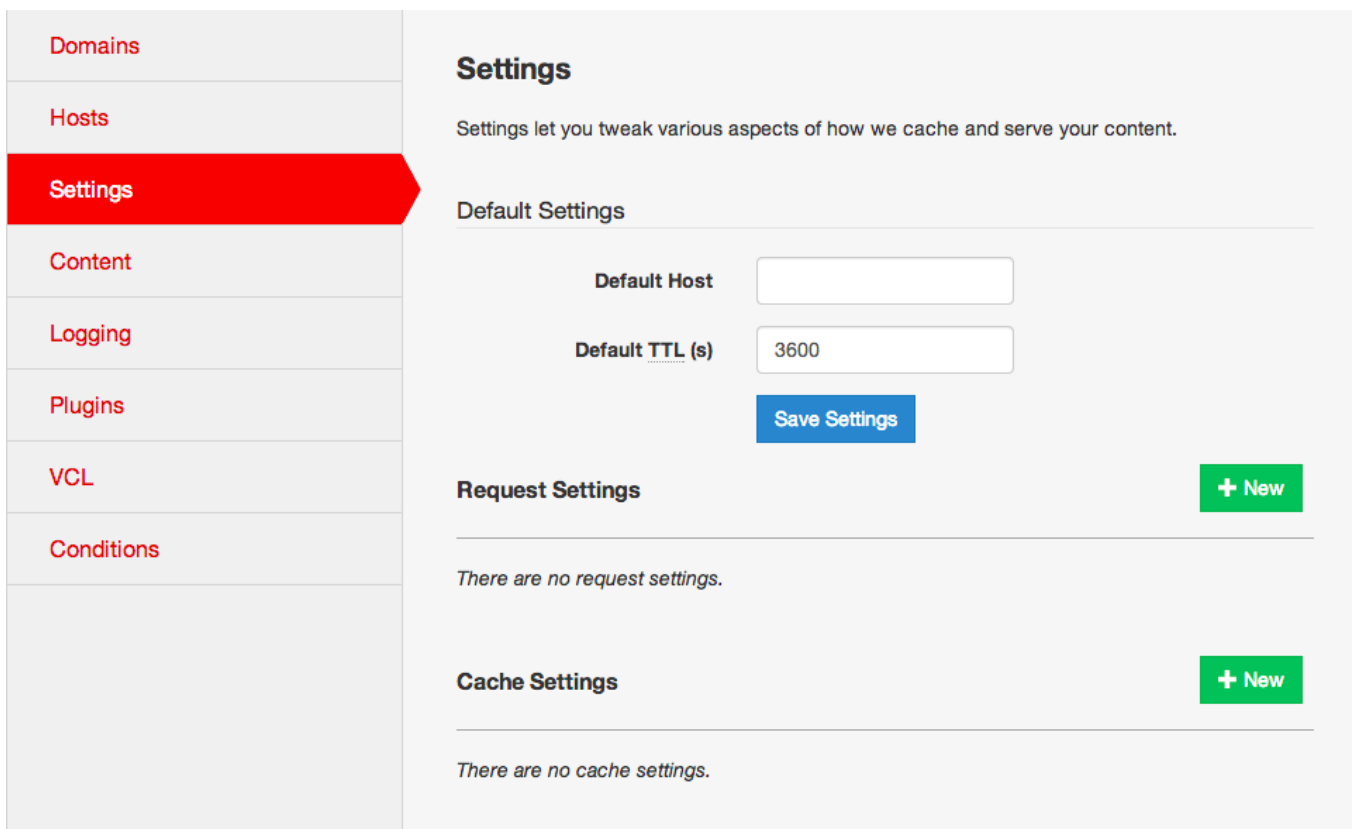 Domains
Hosts
Settings
Content
Logging
Plugins
VCL
Conditions
Settings
Settings let you tweak various aspects of how we cache and serve your content.
Default Settings
Default Host
Default TTL (s) 3600
Save Settings
Request Settings + New
There are no request settings.
Cache Settings + New
There are no cache settings.